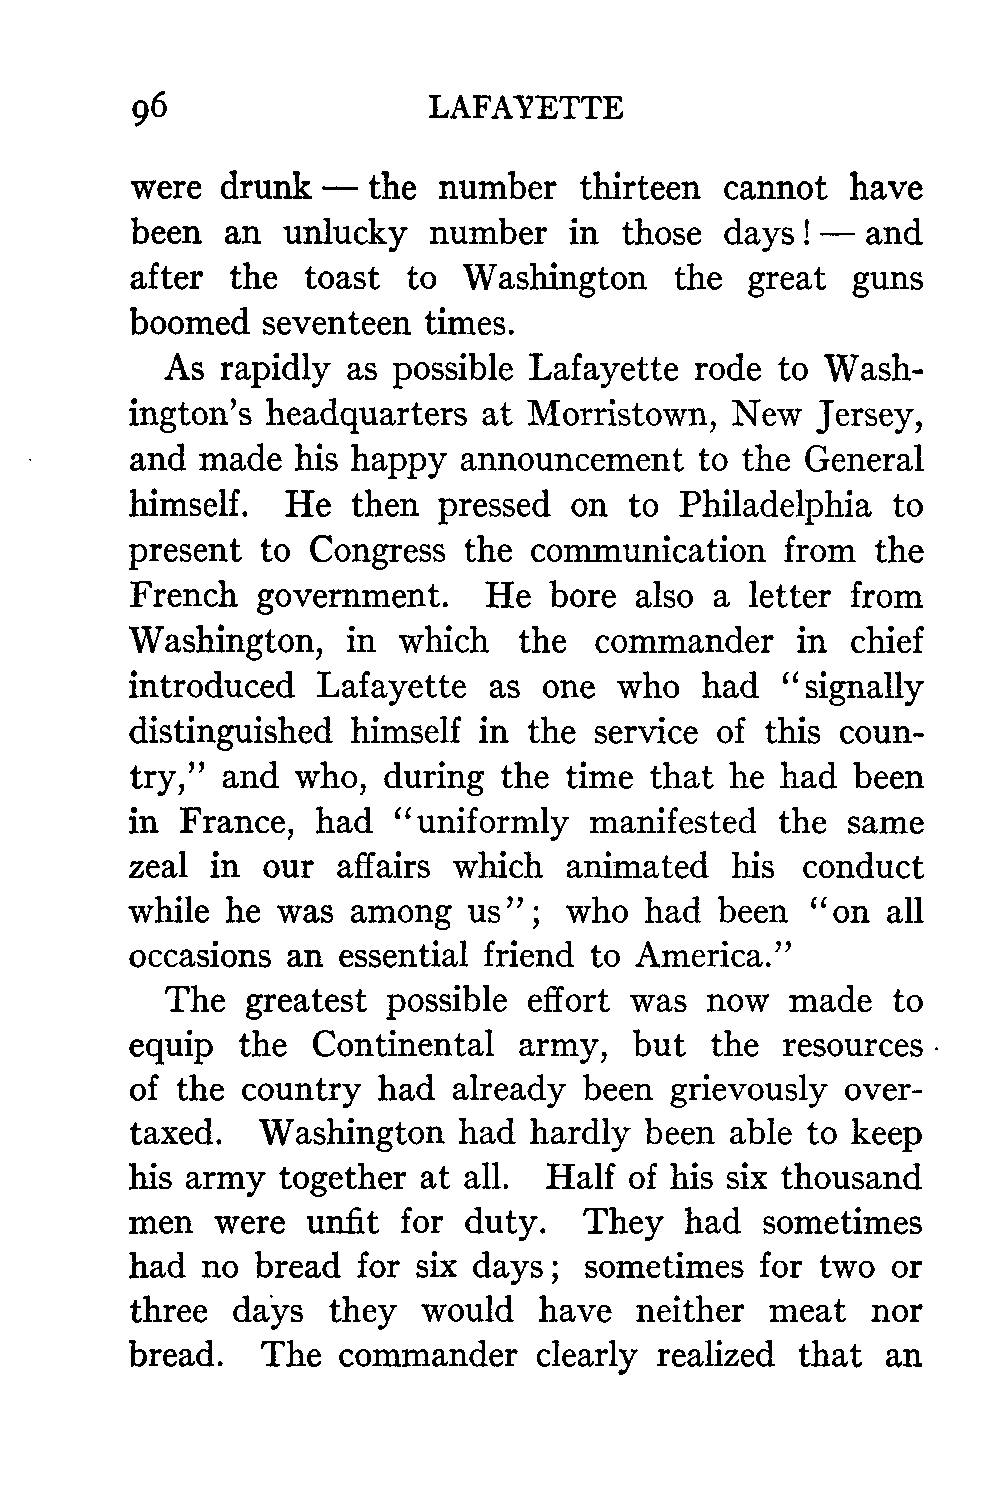 96 LAFAYETTE
were drunk — the number thirteen cannot have
been an unlucky number in those days! — and
after the toast to Washington the great guns
boomed seventeen times.
As rapidly as possible Lafayette rode to Wash-
ington's headquarters at Morristown, New Jersey,
and made his happy announcement to the General
himself. He then pressed on to Philadelphia to
present to Congress the communication from the
French government. He bore also a letter from
Washington, in which the commander in chief
introduced Lafayette as one who had "signally
distinguished himself in the service of this coun-
try," and who, during the time that he had been
in France, had "uniformly manifested the same
zeal in our affairs which animated his conduct
while he was among us"; who had been "on all
occasions an essential friend to America."
The greatest possible effort was now made to
equip the Continental army, but the resources
of the country had already been grievously over-
taxed. Washington had hardly been able to keep
his army together at all. Half of his six thousand
men were unfit for duty. They had sometimes
had no bread for six days; sometimes for two or
three days they would have neither meat nor
bread. The commander clearly realized that an